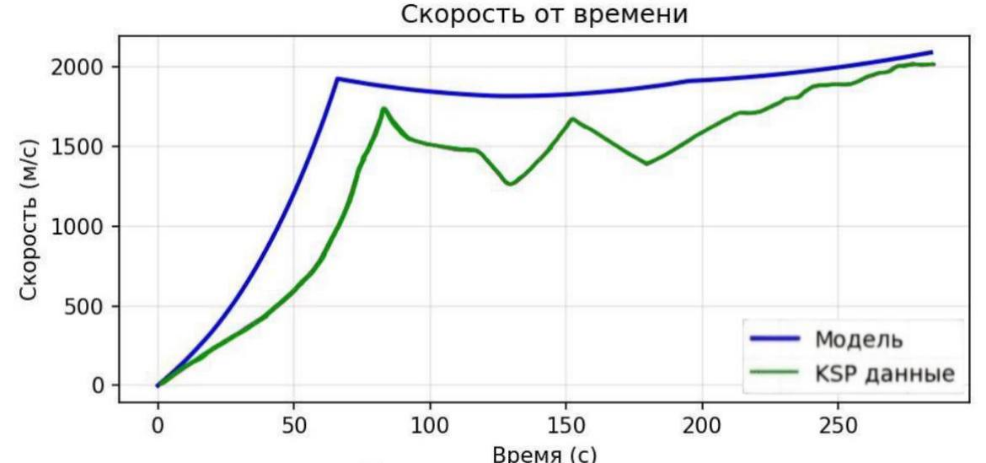 Скорость от времени
Скорость (м/с)
2000
1500
1000
500
0
Модель
KSP данные
0 50 100 150 200 250
Время (с)